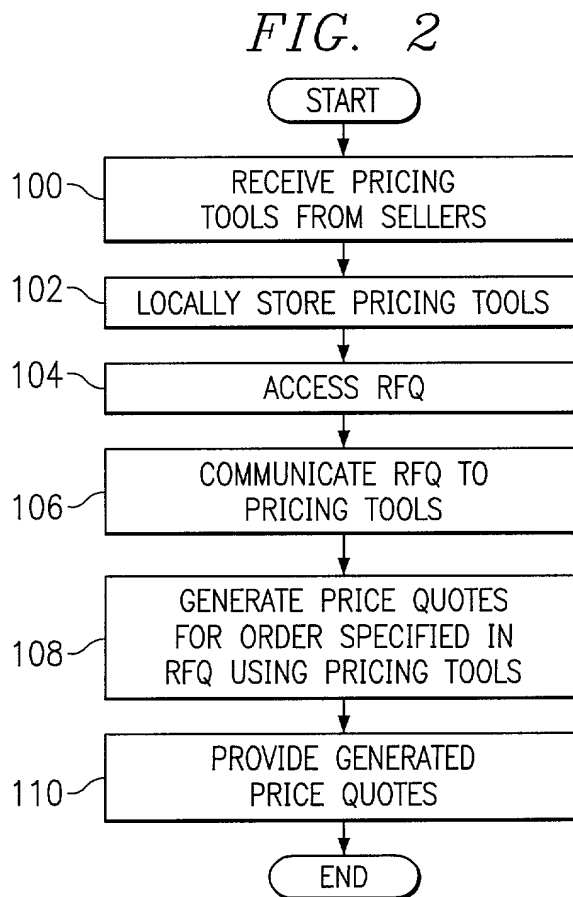 FIG. 2
START
100
RECEIVE PRICING
TOOLS FROM SELLERS
102
LOCALLY STORE PRICING TOOLS
104
ACCESS RFQ
106
COMMUNICATE RFQ TO
PRICING TOOLS
108
GENERATE PRICE QUOTES
FOR ORDER SPECIFIED IN
RFQ USING PRICING TOOLS
110
PROVIDE GENERATED
PRICE QUOTES
END